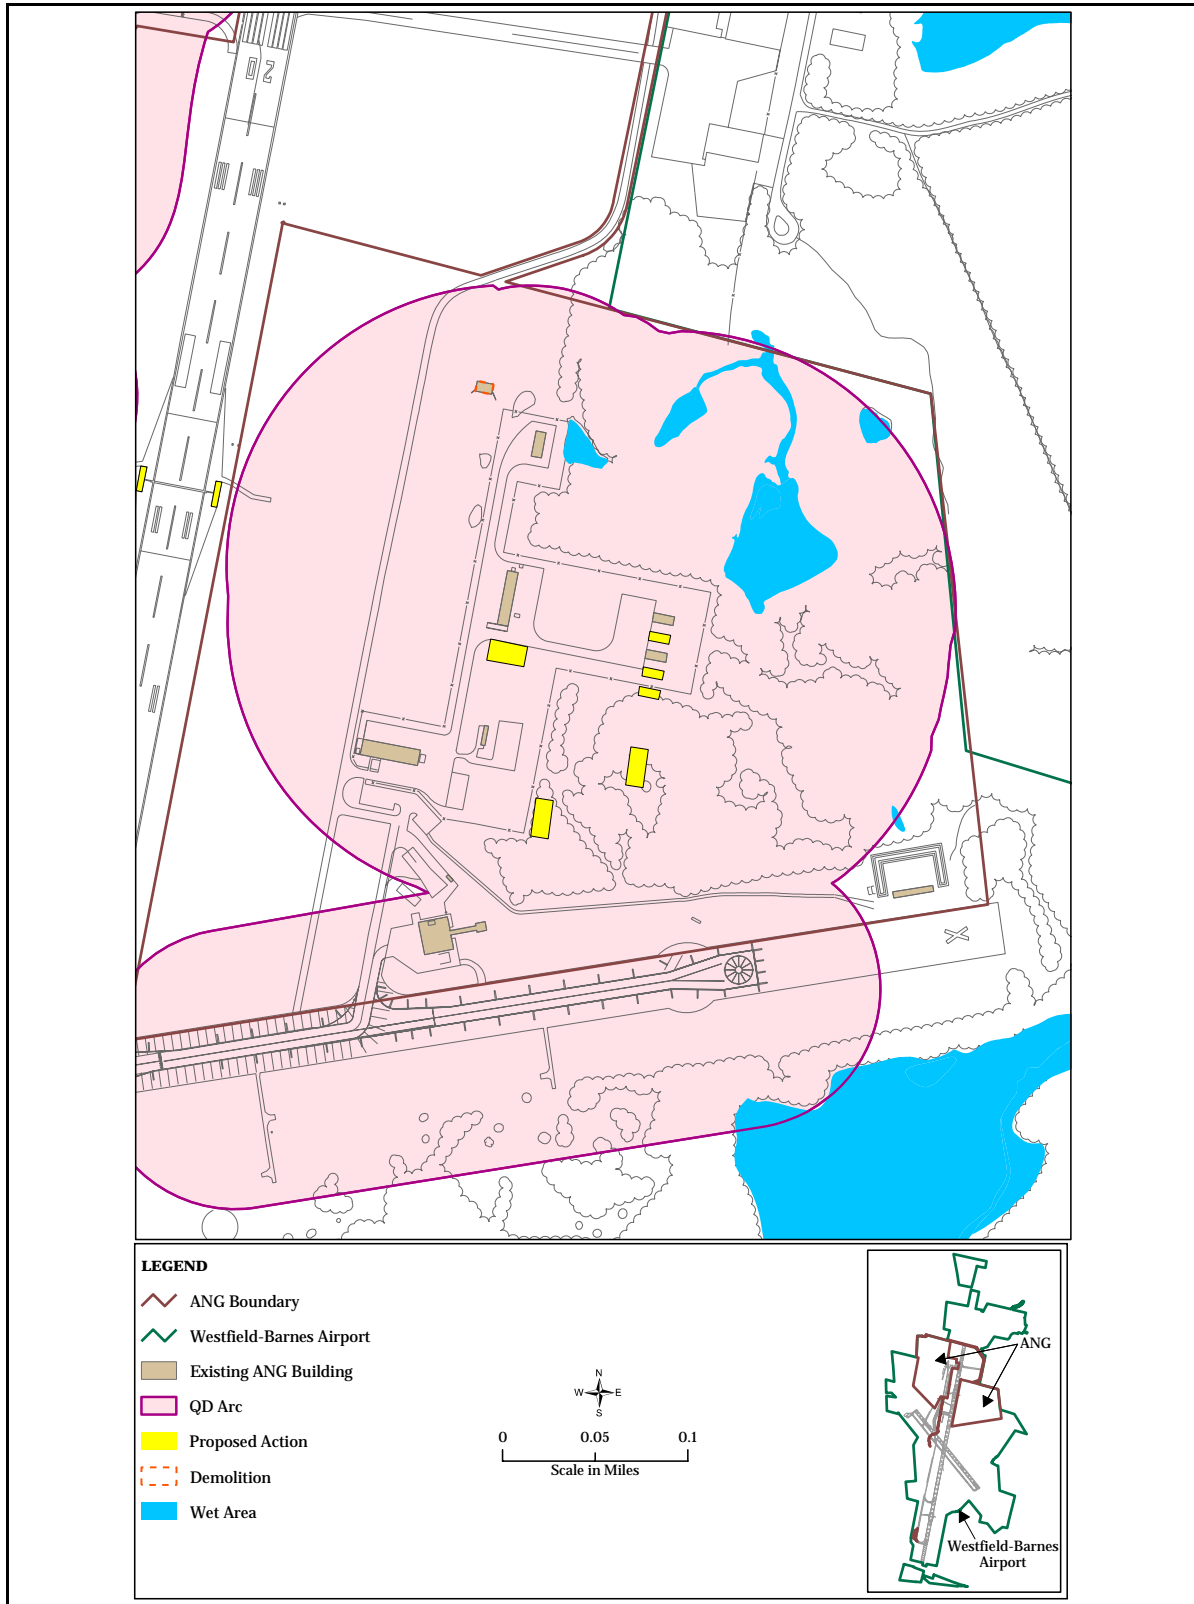 20
LEGEND
ANG Boundary
Westfield-Barnes Airport
Existing ANG Building
QD Arc
Proposed Action
Demolition
Wet Area
N
W E
S
0 0.05 0.1
Scale in Miles
ANG
Westfield-Barnes
Airport